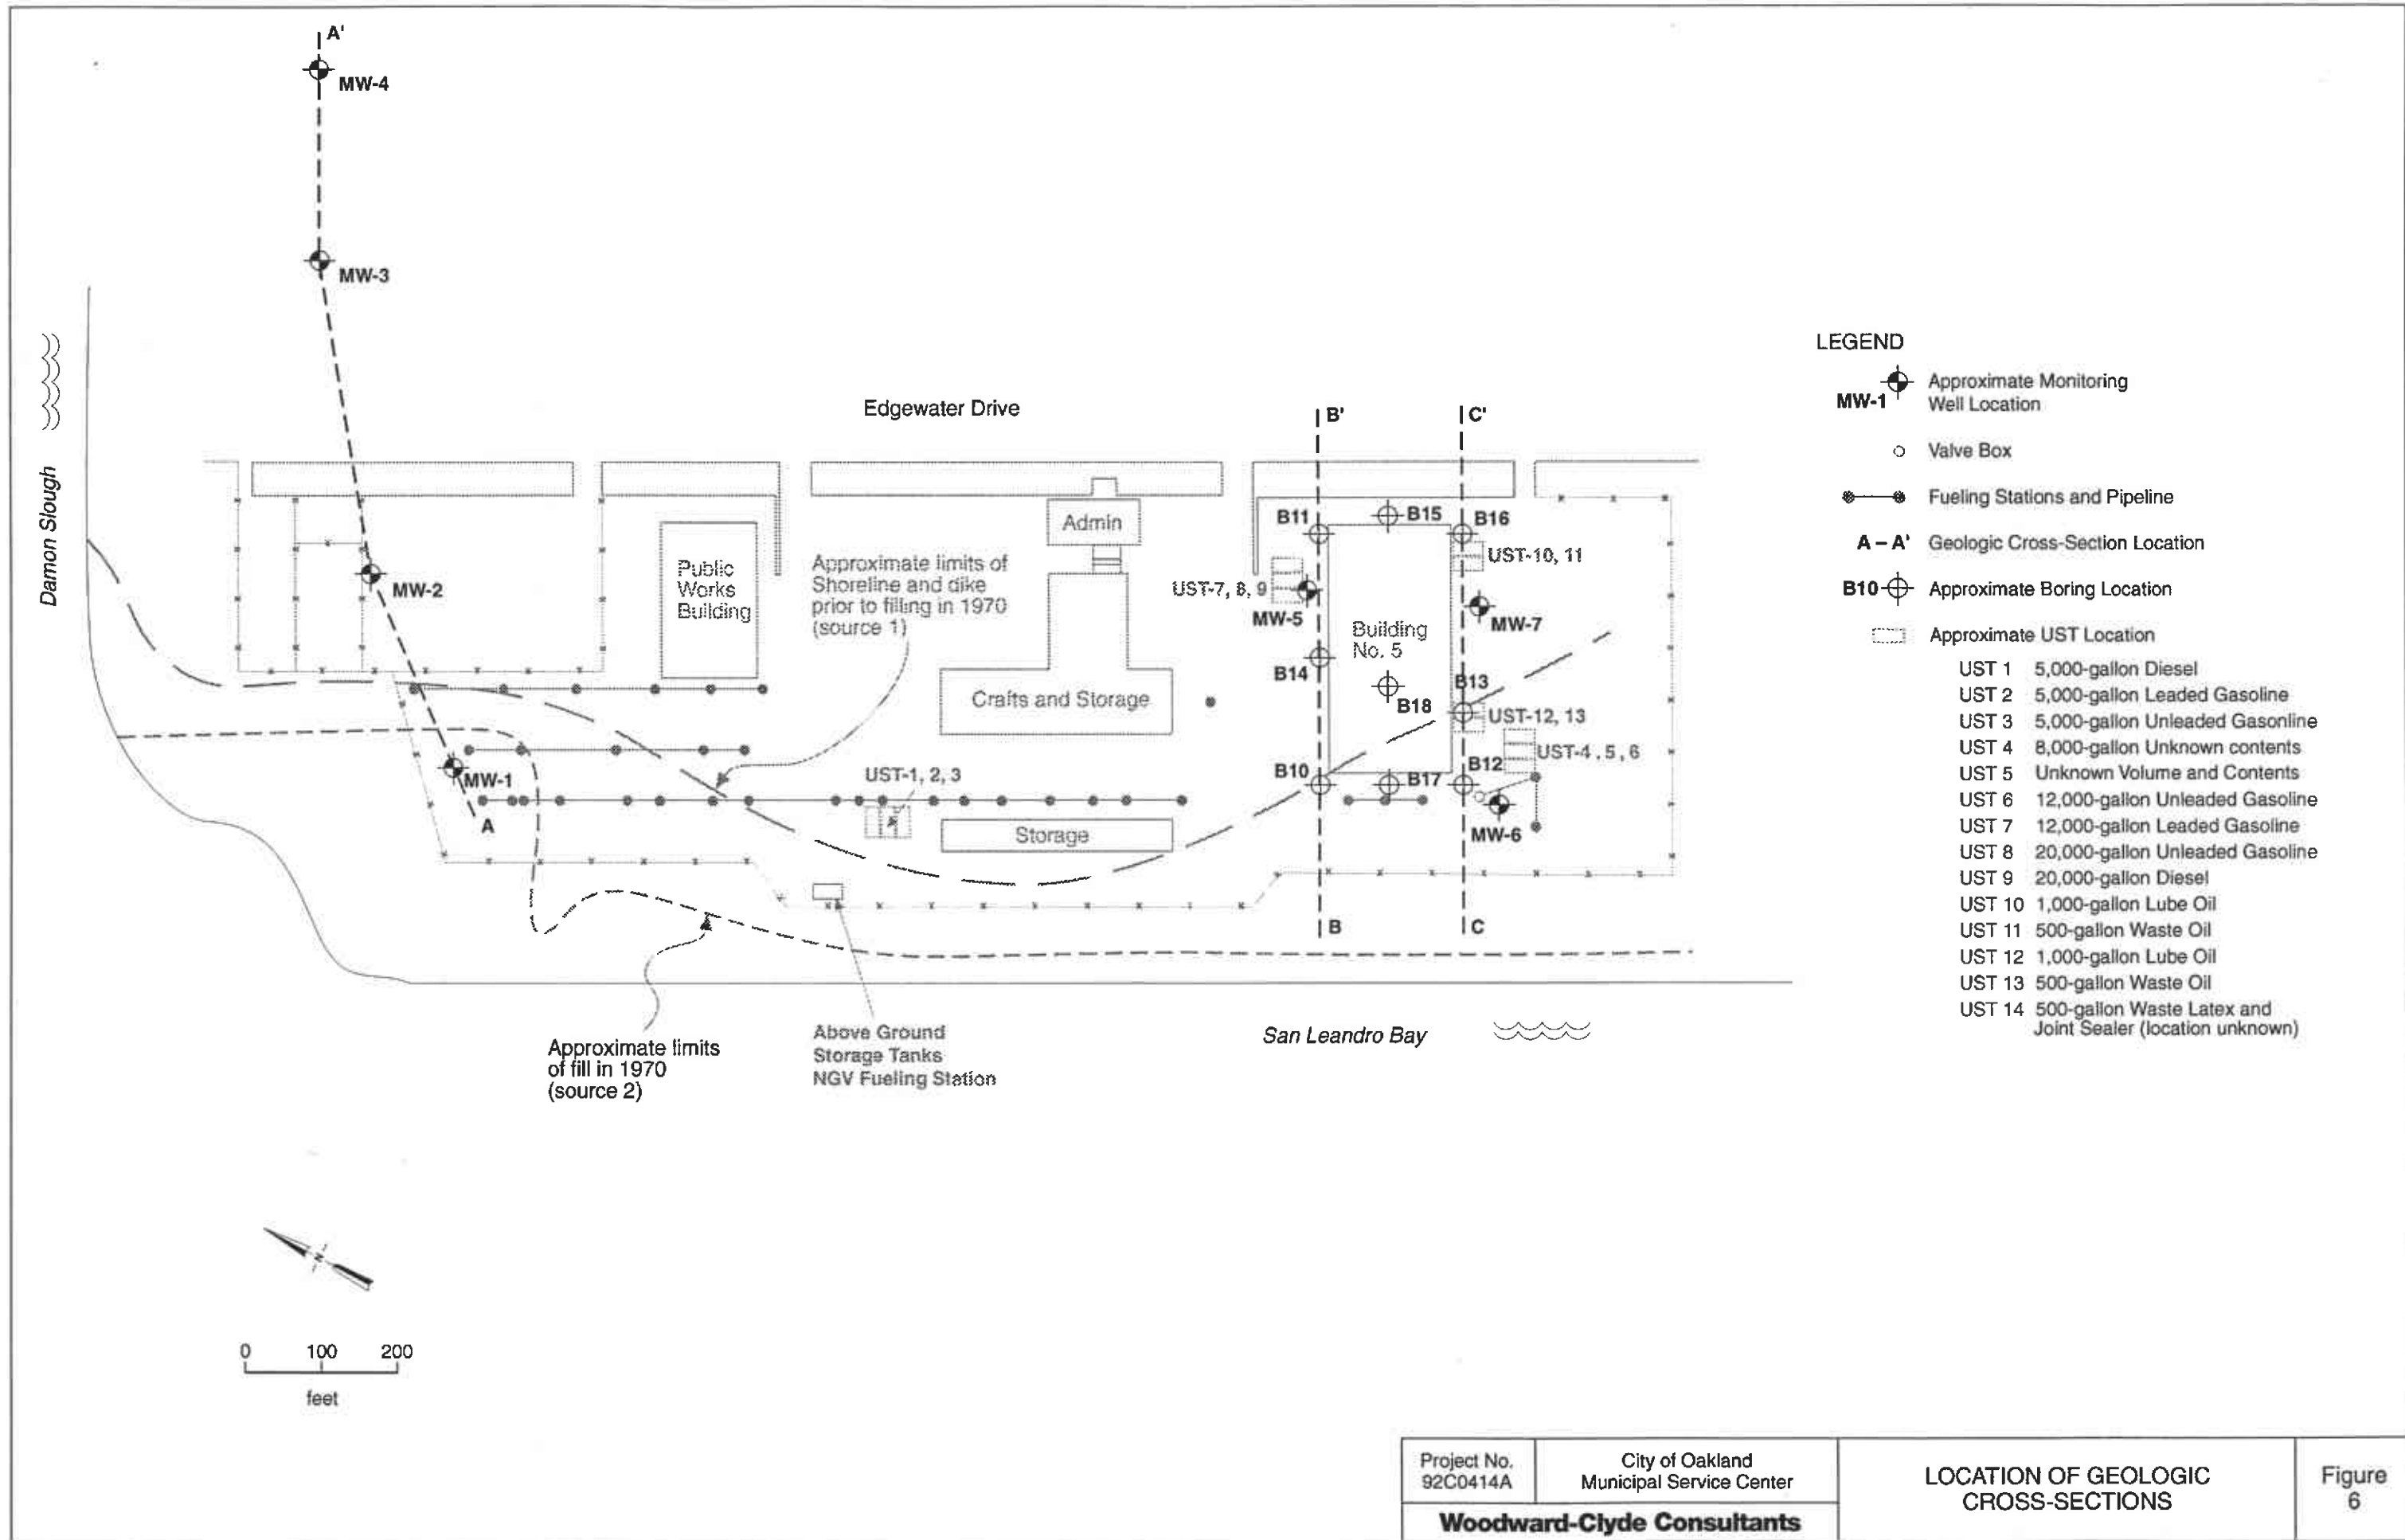 A'
MW-4
MW-3
Damon Slough
Edgewater Drive
B'
C'
MW-2
Public
Works
Building
Approximate limits of
Shoreline and dike
prior to filling in 1970
(source 1)
Admin
Crafts and Storage
B11
B15
B16
UST-10, 11
UST-7, 8, 9
MW-5
MW-7
Building
No. 5
B14
B13
B18
UST-12, 13
UST-4, 5, 6
B10
B17
B12
MW-6
MW-1
A
UST-1, 2, 3
Storage
B
C
Approximate limits
of fill in 1970
(source 2)
Above Ground
Storage Tanks
NGV Fueling Station
San Leandro Bay
N
0 100 200
feet
LEGEND
MW-1
Approximate Monitoring
Well Location
Valve Box
Fueling Stations and Pipeline
A – A' Geologic Cross-Section Location
B10 Approximate Boring Location
Approximate UST Location
UST 1 5,000-gallon Diesel
UST 2 5,000-gallon Leaded Gasoline
UST 3 5,000-gallon Unleaded Gasonline
UST 4 8,000-gallon Unknown contents
UST 5 Unknown Volume and Contents
UST 6 12,000-gallon Unleaded Gasoline
UST 7 12,000-gallon Leaded Gasoline
UST 8 20,000-gallon Unleaded Gasoline
UST 9 20,000-gallon Diesel
UST 10 1,000-gallon Lube Oil
UST 11 500-gallon Waste Oil
UST 12 1,000-gallon Lube Oil
UST 13 500-gallon Waste Oil
UST 14 500-gallon Waste Latex and
Joint Sealer (location unknown)
Project No.
92C0414A
City of Oakland
Municipal Service Center
Woodward-Clyde Consultants
LOCATION OF GEOLOGIC
CROSS-SECTIONS
Figure
6